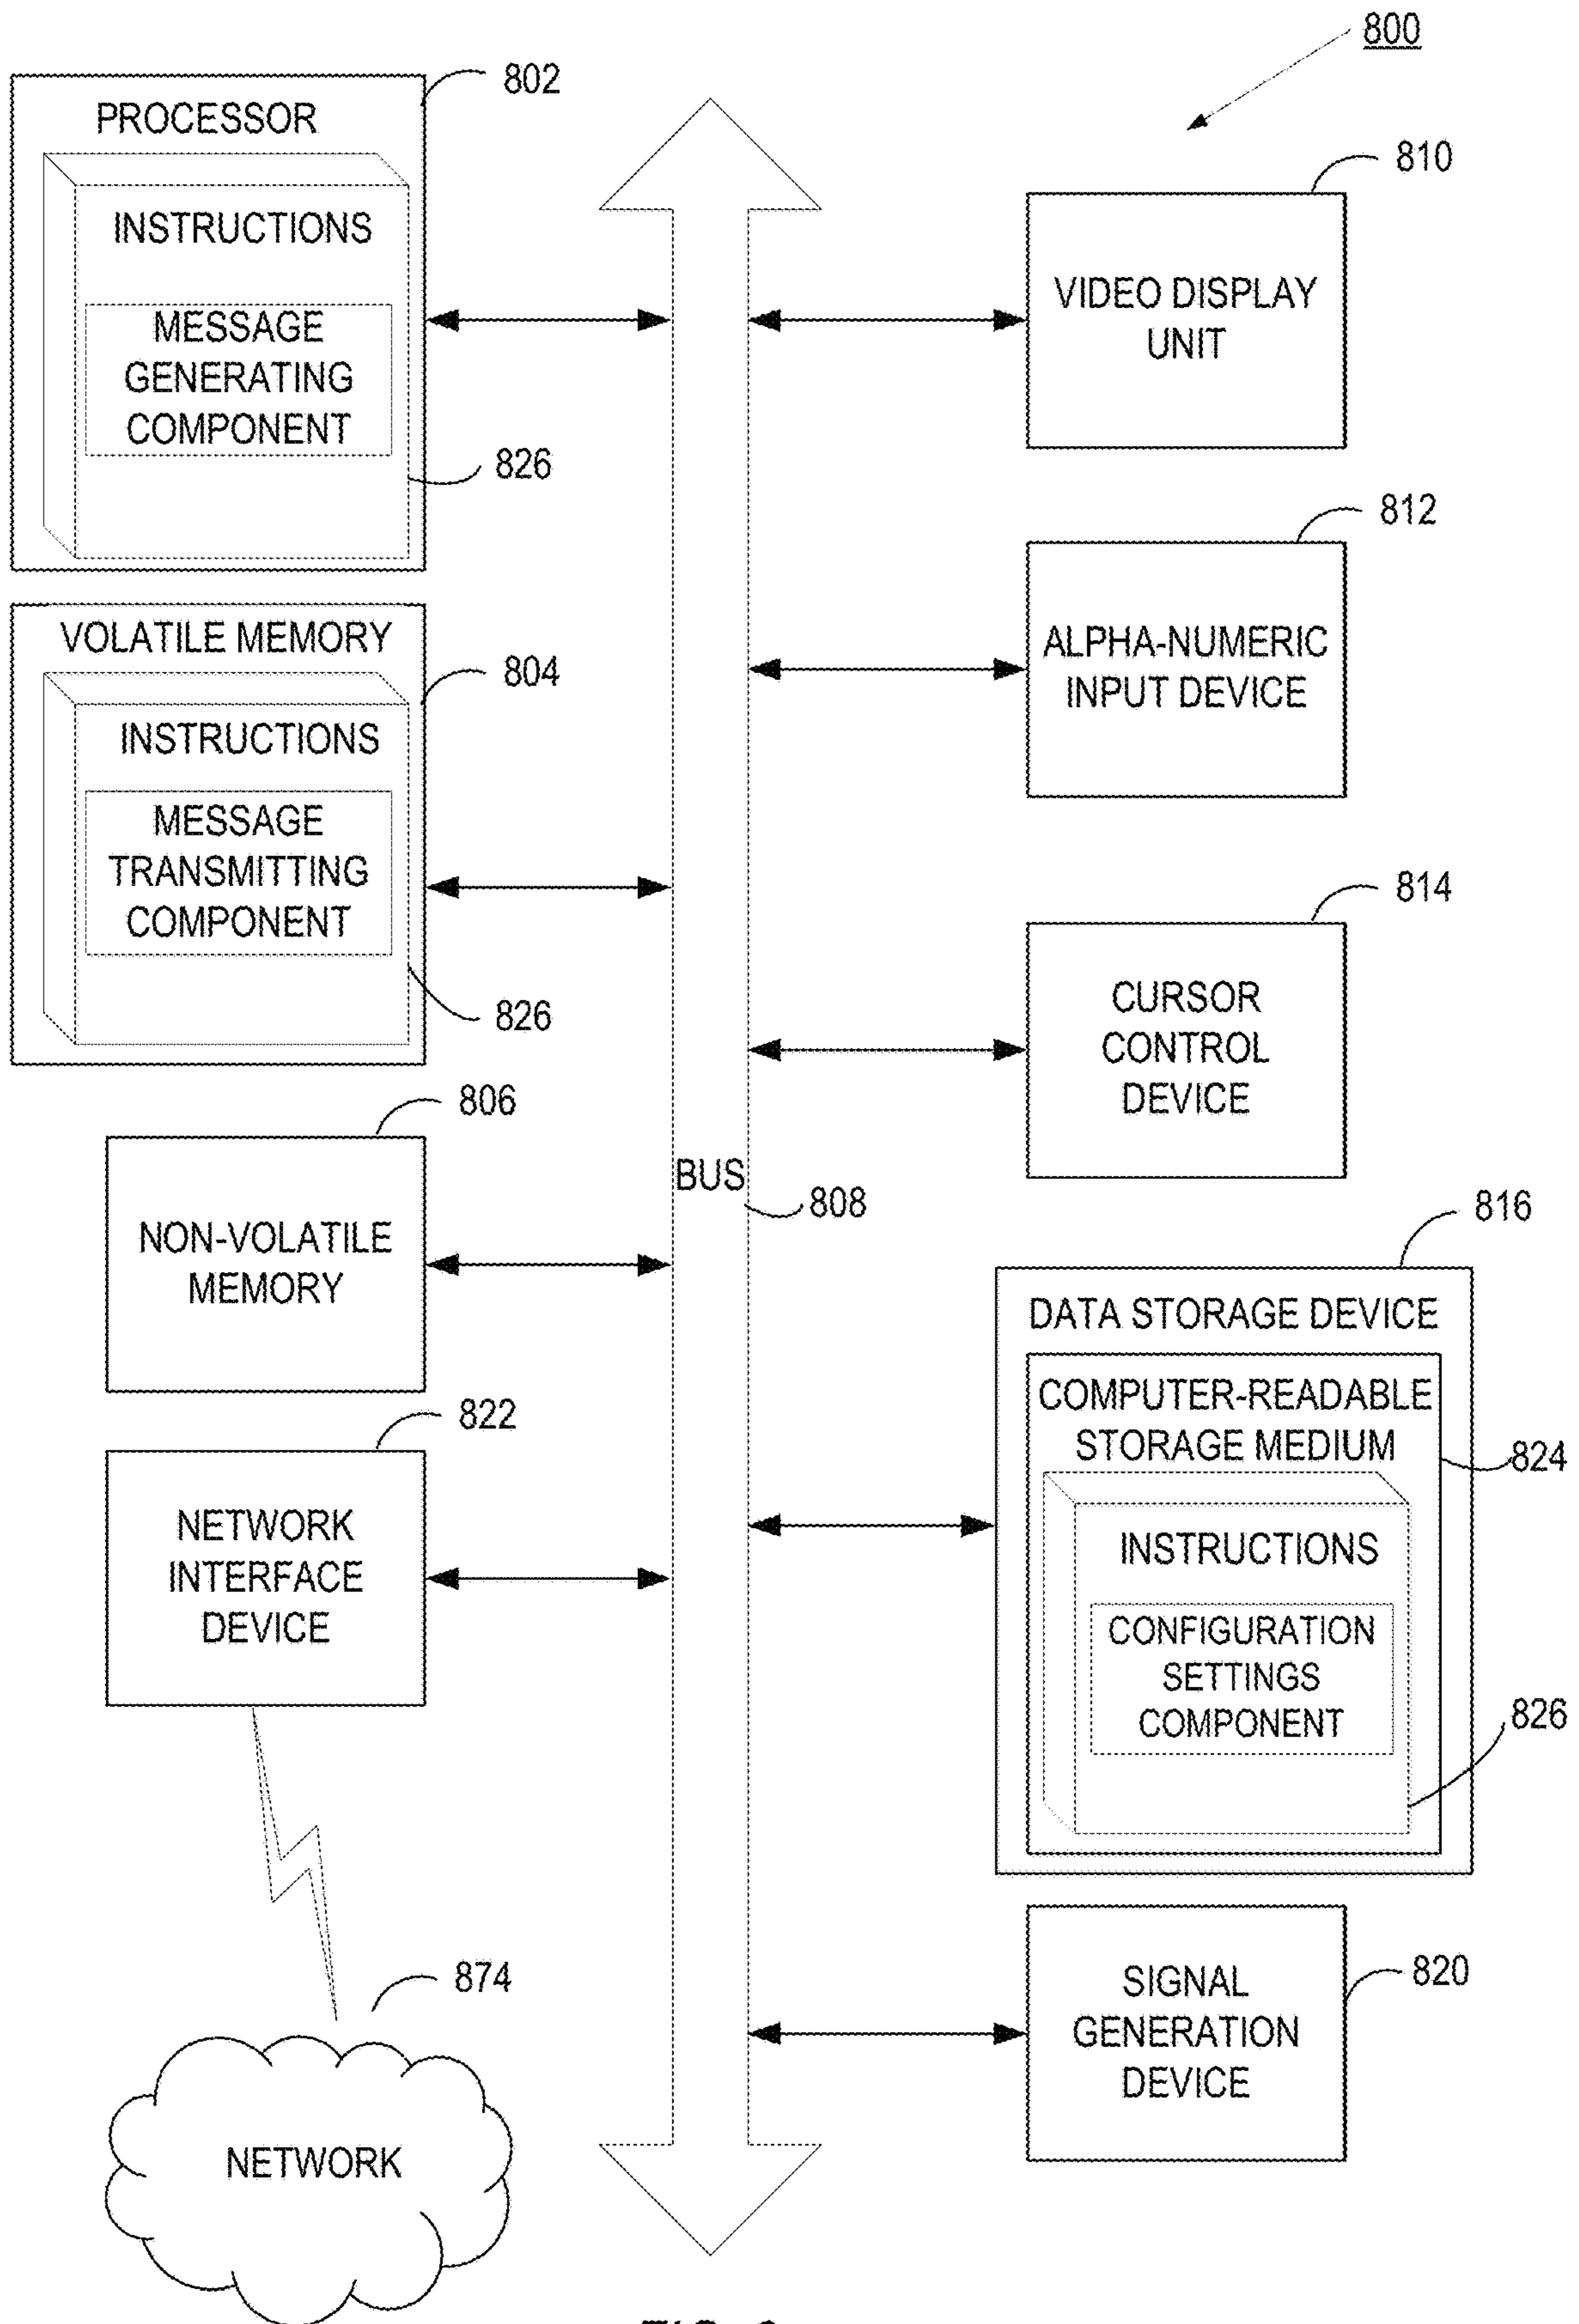 800
802
PROCESSOR
INSTRUCTIONS
MESSAGE
GENERATING
COMPONENT
826
VOLATILE MEMORY
804
INSTRUCTIONS
MESSAGE
TRANSMITTING
COMPONENT
826
806
NON-VOLATILE
MEMORY
822
NETWORK
INTERFACE
DEVICE
874
NETWORK
BUS
808
810
VIDEO DISPLAY
UNIT
812
ALPHA-NUMERIC
INPUT DEVICE
814
CURSOR
CONTROL
DEVICE
816
DATA STORAGE DEVICE
COMPUTER-READABLE
STORAGE MEDIUM
824
INSTRUCTIONS
CONFIGURATION
SETTINGS
COMPONENT
826
SIGNAL
GENERATION
DEVICE
820